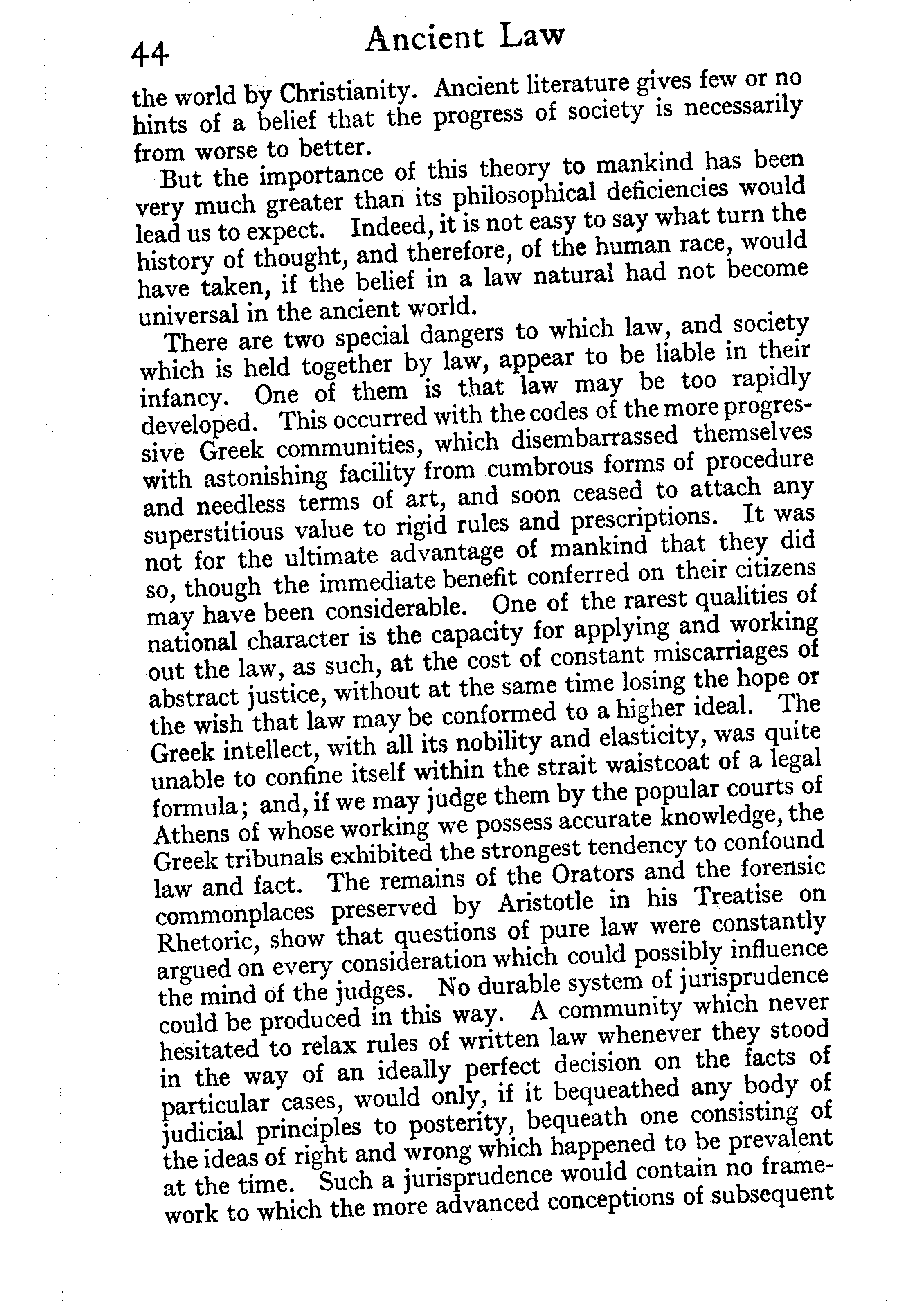 44 Ancient Law
the world by Christianity. Ancient literature gives few or no
hints of a belief that the progress of society is necessarily
from worse to better.
But the importance of this theory to mankind has been
very much greater than its philosophical deficiencies would
lead us to expect. Indeed, it is not easy to say what turn the
history of thought, and therefore, of the human race, would
have taken, if the belief in a law natural had not become
universal in the ancient world.
There are two special dangers to which law, and society
which is held together by law, appear to be liable in their
infancy. One of them is that law may be too rapidly
developed. This occurred with the codes of the more progres-
sive Greek communities, which disembarrassed themselves
with astonishing facility from cumbrous forms of procedure
and needless terms of art, and soon ceased to attach any
superstitious value to rigid rules and prescriptions. It was
not for the ultimate advantage of mankind that they did
so, though the immediate benefit conferred on their citizens
may have been considerable. One of the rarest qualities of
national character is the capacity for applying and working
out the law, as such, at the cost of constant miscarriages of
abstract justice, without at the same time losing the hope or
the wish that law may be conformed to a higher ideal. The
Greek intellect, with all its nobility and elasticity, was quite
unable to confine itself within the strait waistcoat of a legal
formula; and, if we may judge them by the popular courts of
Athens of whose working we possess accurate knowledge, the
Greek tribunals exhibited the strongest tendency to confound
law and fact. The remains of the Orators and the forensic
commonplaces preserved by Aristotle in his Treatise on
Rhetoric, show that questions of pure law were constantly
argued on every consideration which could possibly influence
the mind of the judges. No durable system of jurisprudence
could be produced in this way. A community which never
hesitated to relax rules of written law whenever they stood
in the way of an ideally perfect decision on the facts of
particular cases, would only, if it bequeathed any body of
judicial principles to posterity, bequeath one consisting of
the ideas of right and wrong which happened to be prevalent
at the time. Such a jurisprudence would contain no frame-
work to which the more advanced conceptions of subsequent